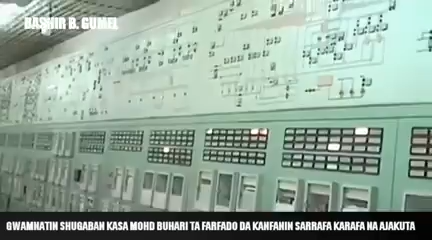 BASHIR B. GUMEL
GWAMNATIN SHUGABAN KASA MOHD BUHARI TA FARFADO DA KANFANIN SARRAFA KARAFA NA AJAKUTA